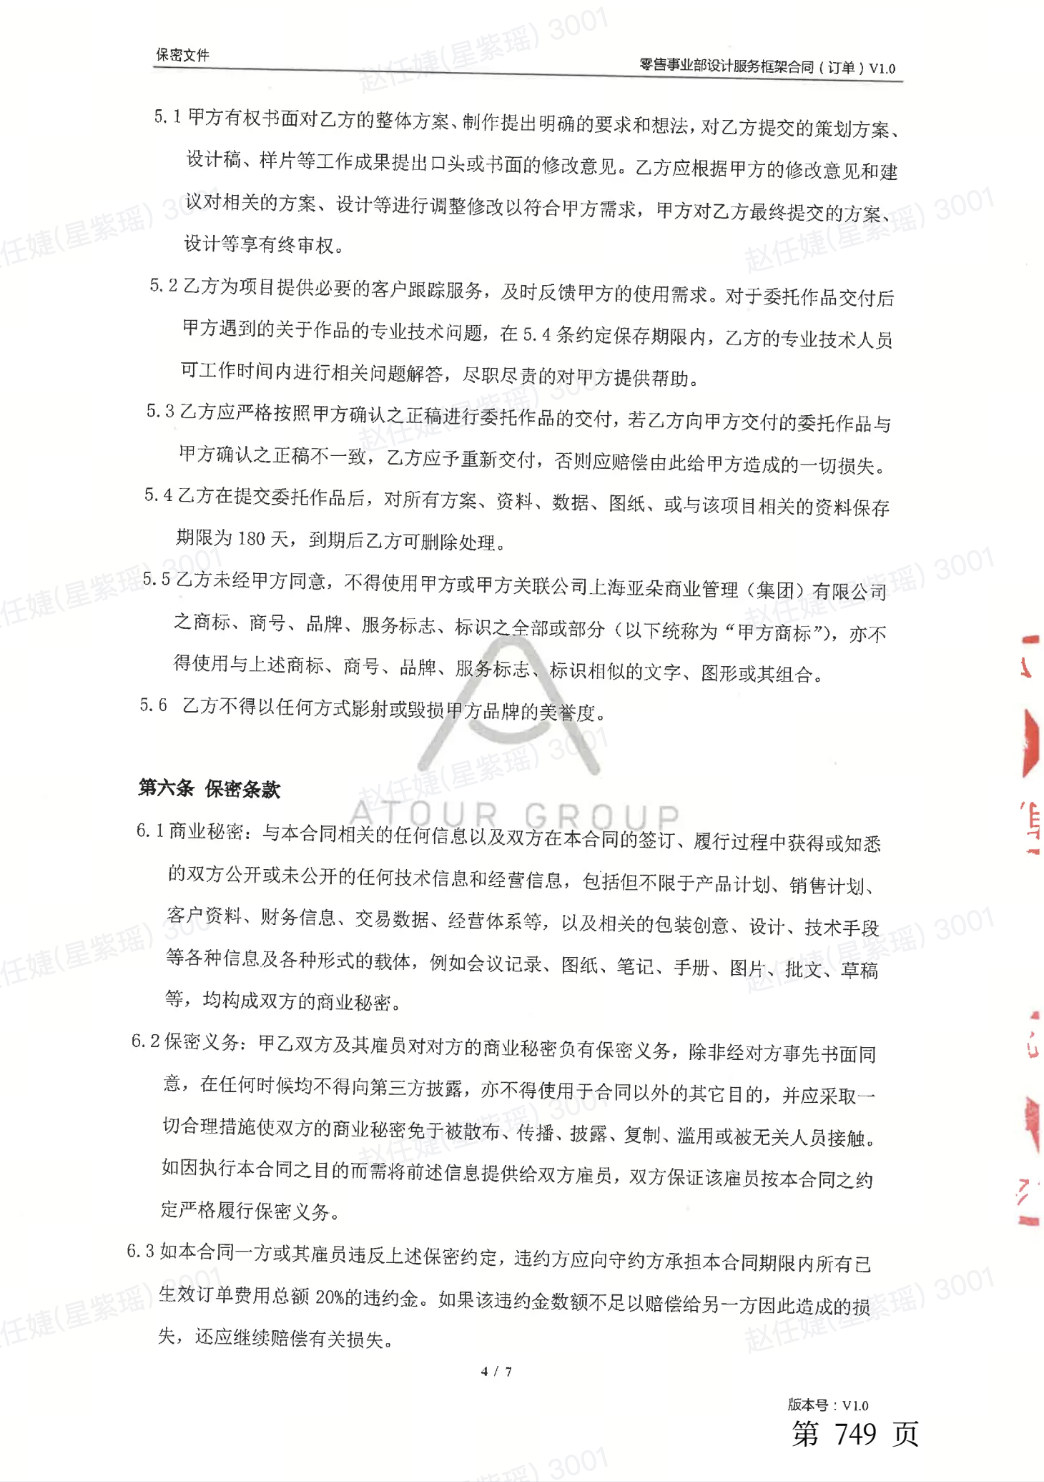 保密文件
零售事业部设计服务框架合同（订单）V1.0
5.1 甲方有权书面对乙方的整体方案、制作提出明确的要求和想法，对乙方提交的策划方案、
设计稿、样片等工作成果提出口头或书面的修改意见。乙方应根据甲方的修改意见和建
议对相关的方案、设计等进行调整修改以符合甲方需求，甲方对乙方最终提交的方案、
设计等享有终审权。
5.2 乙方为项目提供必要的客户跟踪服务，及时反馈甲方的使用需求。对于委托作品交付后
甲方遇到的关于作品的专业技术问题，在 5.4 条约定保存期限内，乙方的专业技术人员
可工作时间内进行相关问题解答，尽职尽责的对甲方提供帮助。
5.3 乙方应严格按照甲方确认之正稿进行委托作品的交付，若乙方向甲方交付的委托作品与
甲方确认之正稿不一致，乙方应予重新交付，否则应赔偿由此给甲方造成的一切损失。
5.4 乙方在提交委托作品后，对所有方案、资料、数据、图纸、或与该项目相关的资料保存
期限为 180 天，到期后乙方可删除处理。
5.5 乙方未经甲方同意，不得使用甲方或甲方关联公司上海亚朵商业管理（集团）有限公司
之商标、商号、品牌、服务标志、标识之全部或部分（以下统称为“甲方商标”），亦不
得使用与上述商标、商号、品牌、服务标志、标识相似的文字、图形或其组合。
5.6 乙方不得以任何方式影射或毁损甲方品牌的美誉度。
第六条 保密条款
ATOUR GROUP
6.1 商业秘密：与本合同相关的任何信息以及双方在本合同的签订、履行过程中获得或知悉
的双方公开或未公开的任何技术信息和经营信息，包括但不限于产品计划、销售计划、
客户资料、财务信息、交易数据、经营体系等，以及相关的包装创意、设计、技术手段
等各种信息及各种形式的载体，例如会议记录、图纸、笔记、手册、图片、批文、草稿
等，均构成双方的商业秘密。
6.2 保密义务：甲乙双方及其雇员对对方的商业秘密负有保密义务，除非经对方事先书面同
意，在任何时候均不得向第三方披露，亦不得使用于合同以外的其它目的，并应采取一
切合理措施使双方的商业秘密免于被散布、传播、披露、复制、滥用或被无关人员接触。
如因执行本合同之目的而需将前述信息提供给双方雇员，双方保证该雇员按本合同之约
定严格履行保密义务。
6.3 如本合同一方或其雇员违反上述保密约定，违约方应向守约方承担本合同期限内所有已
生效订单费用总额 20%的违约金。如果该违约金数额不足以赔偿给另一方因此造成的损
失，还应继续赔偿有关损失。
4 / 7
版本号：V1.0
第 749 页
赵任婕(星紫瑶) 3001